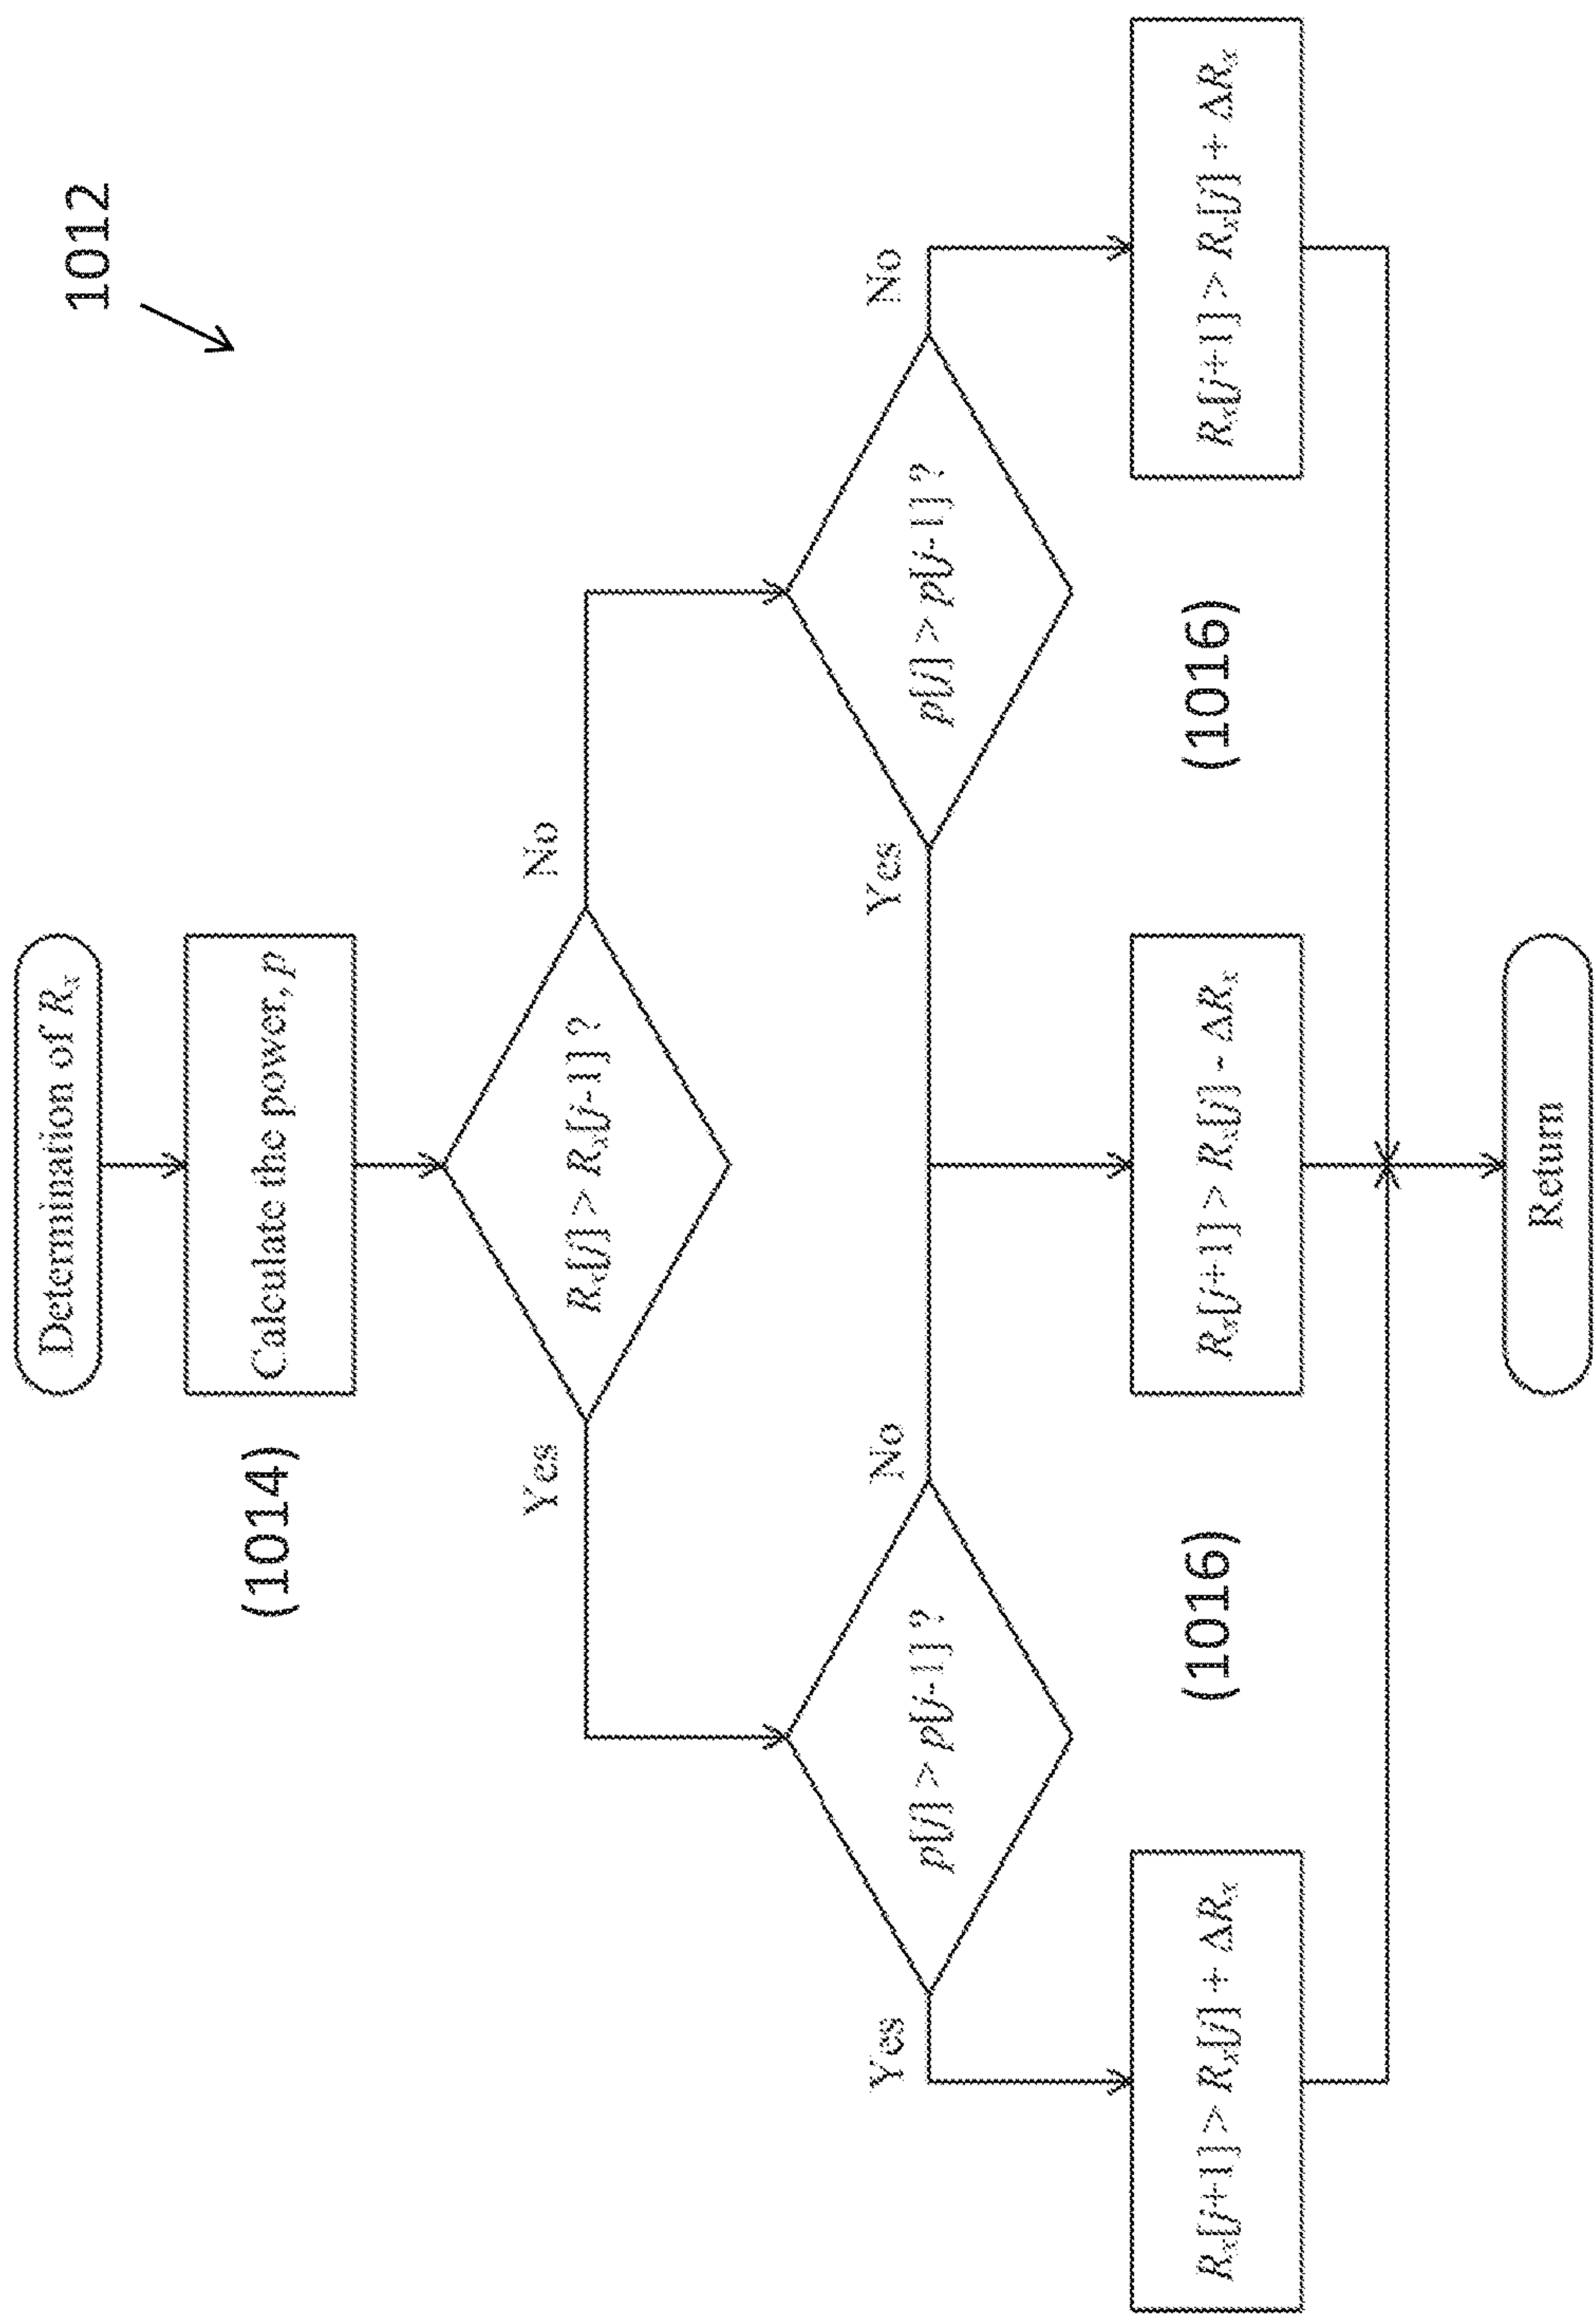 1012
Determination of Rₓ
(1014)
Calculate the power, p
Rₓ[j] > Rₓ[j-1] ?
Yes
No
p[j] > p[j-1] ?
p[j] > p[j-1] ?
Yes
No
Yes
No
(1016)
(1016)
Rₓ[j+1] > Rₓ[j] + ΔRₓ
Rₓ[j+1] > Rₓ[j] - ΔRₓ
Rₓ[j+1] > Rₓ[j] + ΔRₓ
Return